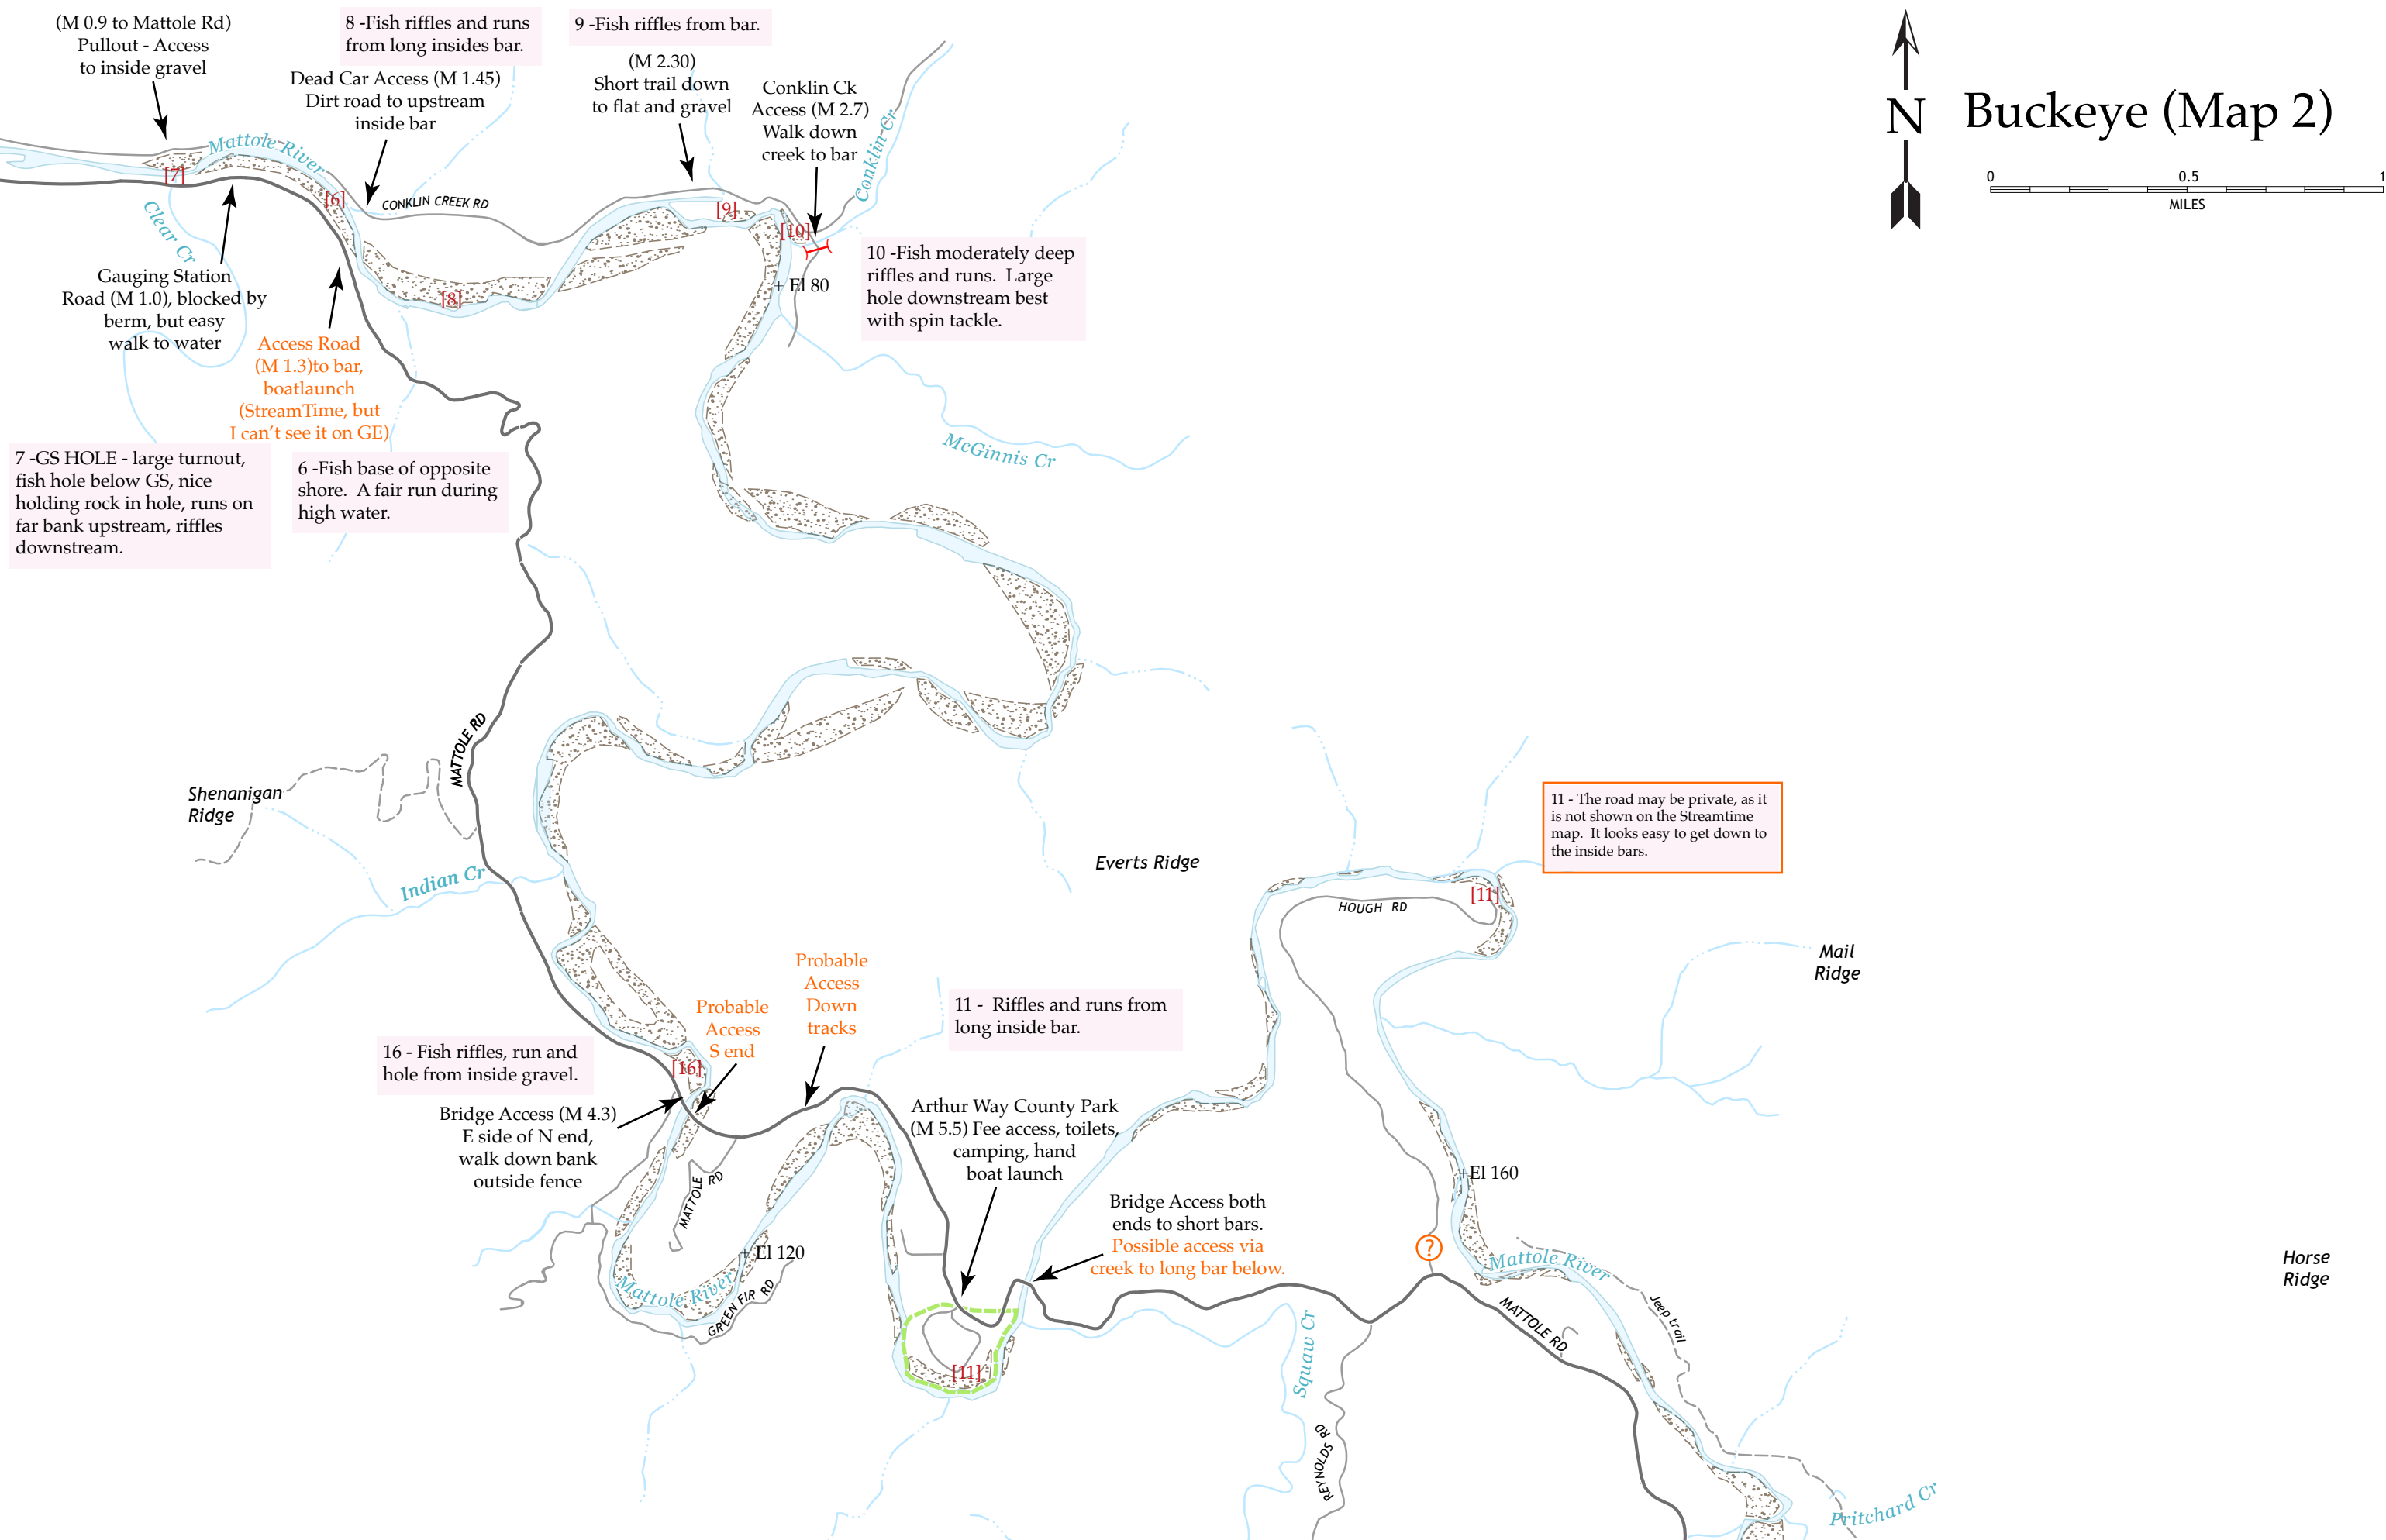 (M 0.9 to Mattole Rd)
Pullout - Access
to inside gravel
8 -Fish riffles and runs
from long insides bar.
9 -Fish riffles from bar.
Dead Car Access (M 1.45)
Dirt road to upstream
inside bar
(M 2.30)
Short trail down
to flat and gravel
Conklin Ck
Access (M 2.7)
Walk down
creek to bar
N
Buckeye (Map 2)
0 0.5 1
MILES
Mattole River
Conklin Cr
[7]
[6]
CONKLIN CREEK RD
[9]
[10]
Clear Cr
10 -Fish moderately deep
riffles and runs. Large
hole downstream best
with spin tackle.
Gauging Station
Road (M 1.0), blocked by
berm, but easy
walk to water
[8]
+ El 80
Access Road
(M 1.3)to bar,
boatlaunch
(StreamTime, but
I can't see it on GE)
7 -GS HOLE - large turnout,
fish hole below GS, nice
holding rock in hole, runs on
far bank upstream, riffles
downstream.
6 -Fish base of opposite
shore. A fair run during
high water.
McGinnis Cr
MATTOLE RD
Shenanigan
Ridge
Indian Cr
Everts Ridge
11 - The road may be private, as it
is not shown on the Streamtime
map. It looks easy to get down to
the inside bars.
[11]
HOUGH RD
Mail
Ridge
Probable
Access
Down
tracks
Probable
Access
S end
11 - Riffles and runs from
long inside bar.
16 - Fish riffles, run and
hole from inside gravel.
[16]
Bridge Access (M 4.3)
E side of N end,
walk down bank
outside fence
Arthur Way County Park
(M 5.5) Fee access, toilets,
camping, hand
boat launch
MATTOLE RD
+El 160
Bridge Access both
ends to short bars.
Possible access via
creek to long bar below.
+ El 120
?
Mattole River
Horse
Ridge
Mattole River
GREEN FIR RD
MATTOLE RD
Jeep trail
Squaw Cr
[11]
REYNOLDS RD
Pritchard Cr